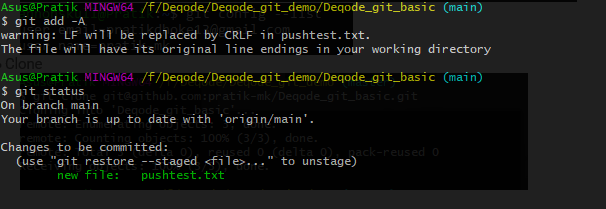 Asus@Pratik MINGW64 /f/Deqode/Deqode_git_demo/Deqode_git_basic (main)
$ git add -A
warning: LF will be replaced by CRLF in pushtest.txt.
The file will have its original line endings in your working directory
Clone
Asus@Pratik MINGW64 /f/Deqode/Deqode_git_demo/Deqode_git_basic (main)
$ git status
On branch main
Your branch is up to date with 'origin/main'.
Changes to be committed:
(use "git restore --staged <file>..." to unstage)
new file: pushtest.txt